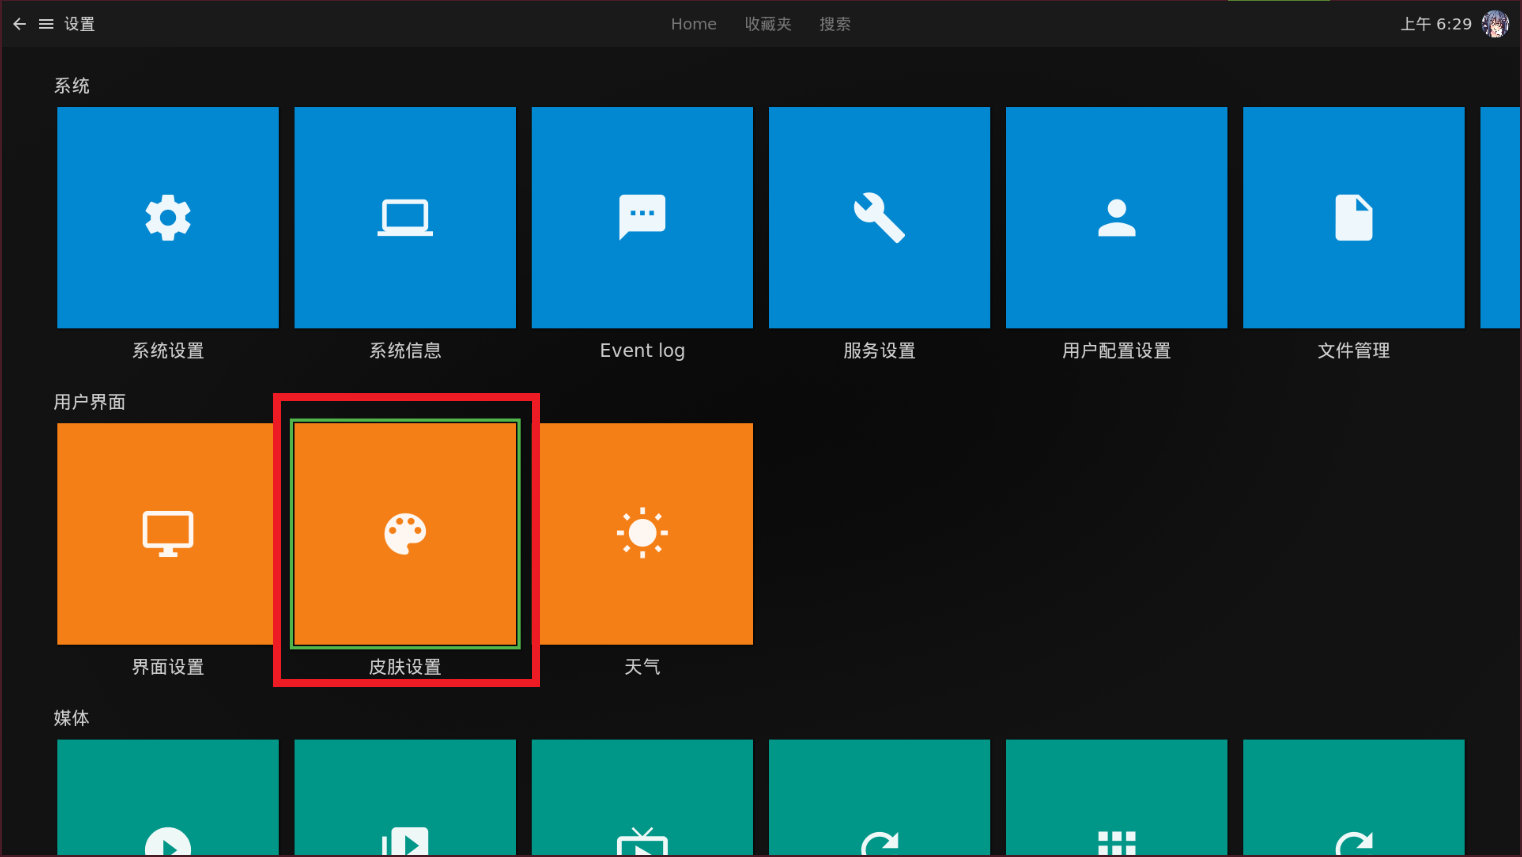 设置
Home 收藏夹 搜索
上午 6:29
系统
系统设置 系统信息 Event log 服务设置 用户配置设置 文件管理
用户界面
界面设置 皮肤设置 天气
媒体